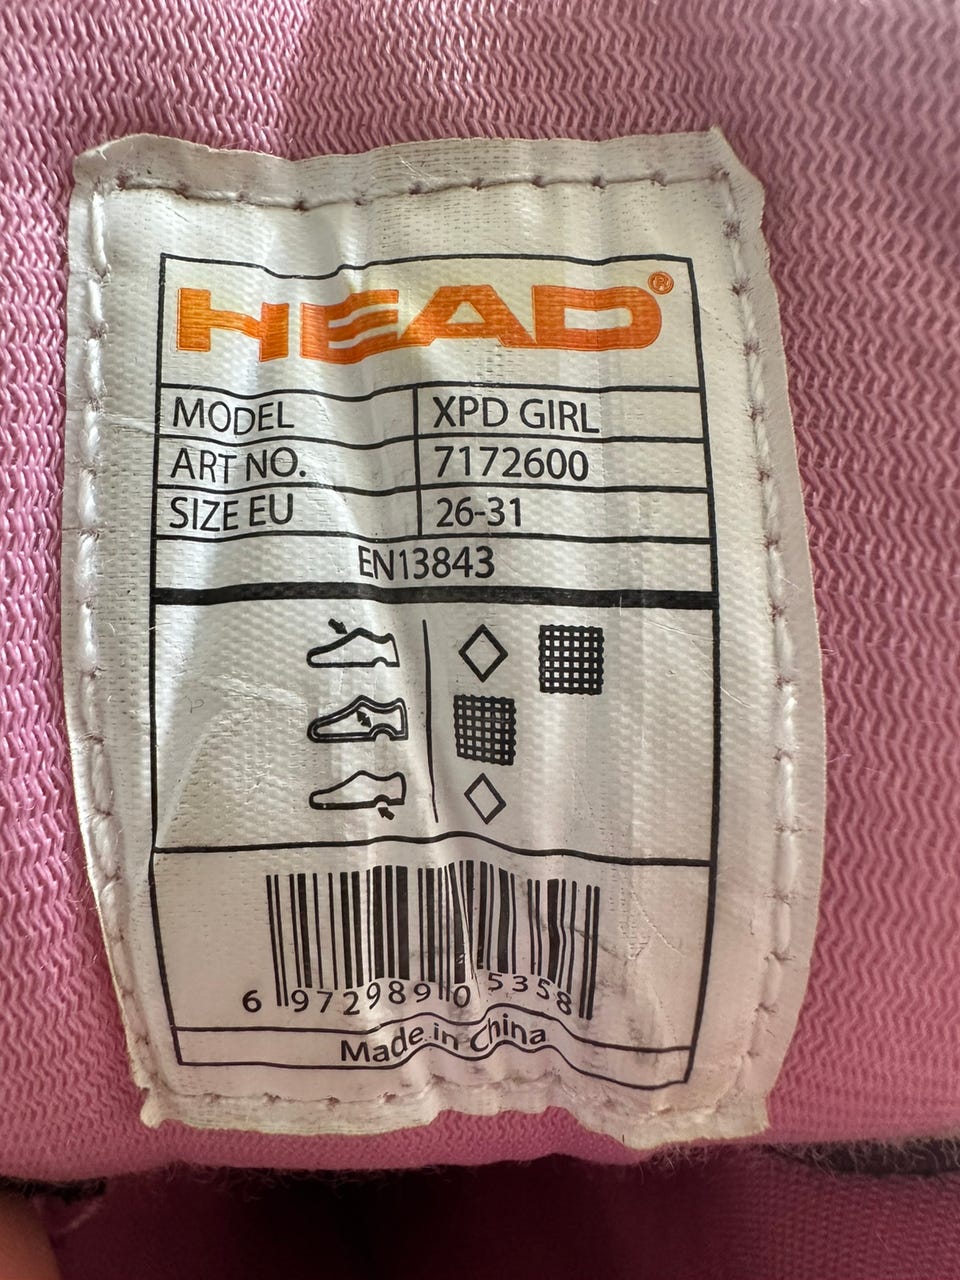 HEAD®
MODEL XPD GIRL
ART NO. 7172600
SIZE EU 26-31
EN13843
6 972989 05358
Made in China